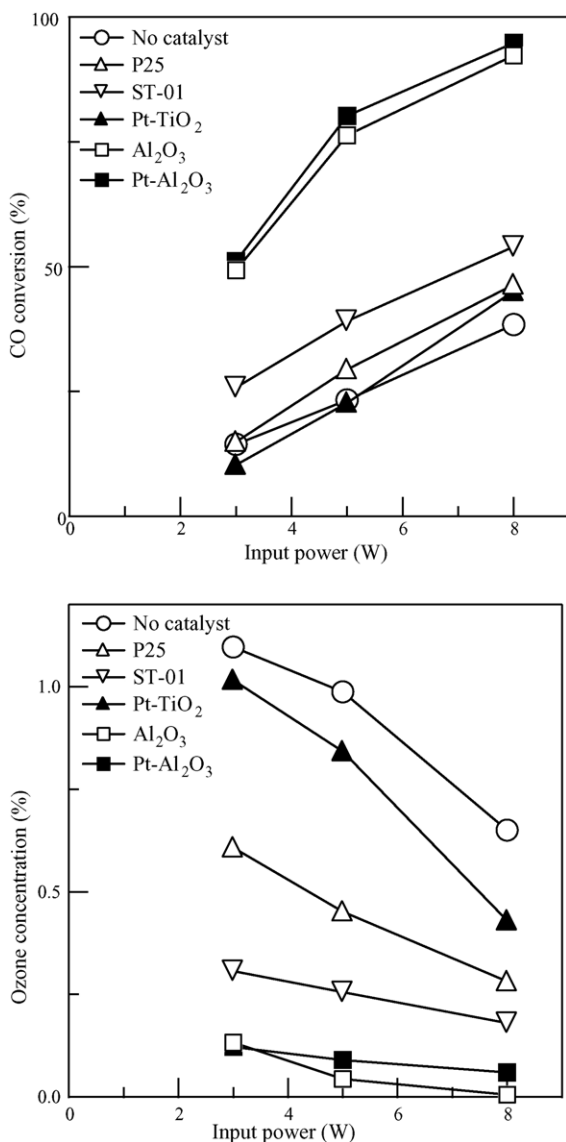 100
No catalyst
P25
ST-01
Pt-TiO₂
Al₂O₃
Pt-Al₂O₃
CO conversion (%)
50
0
0 2 4 6 8
Input power (W)
No catalyst
P25
ST-01
1.0
Pt-TiO₂
Al₂O₃
Pt-Al₂O₃
Ozone concentration (%)
0.5
0.0
0 2 4 6 8
Input power (W)